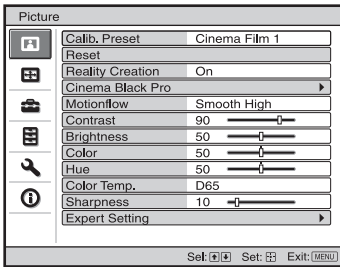 Picture
Calib. Preset Cinema Film 1
Reset
Reality Creation On
Cinema Black Pro
Motionflow Smooth High
Contrast 90
Brightness 50
Color 50
Hue 50
Color Temp. D65
Sharpness 10
Expert Setting
Sel: Set: Exit: MENU